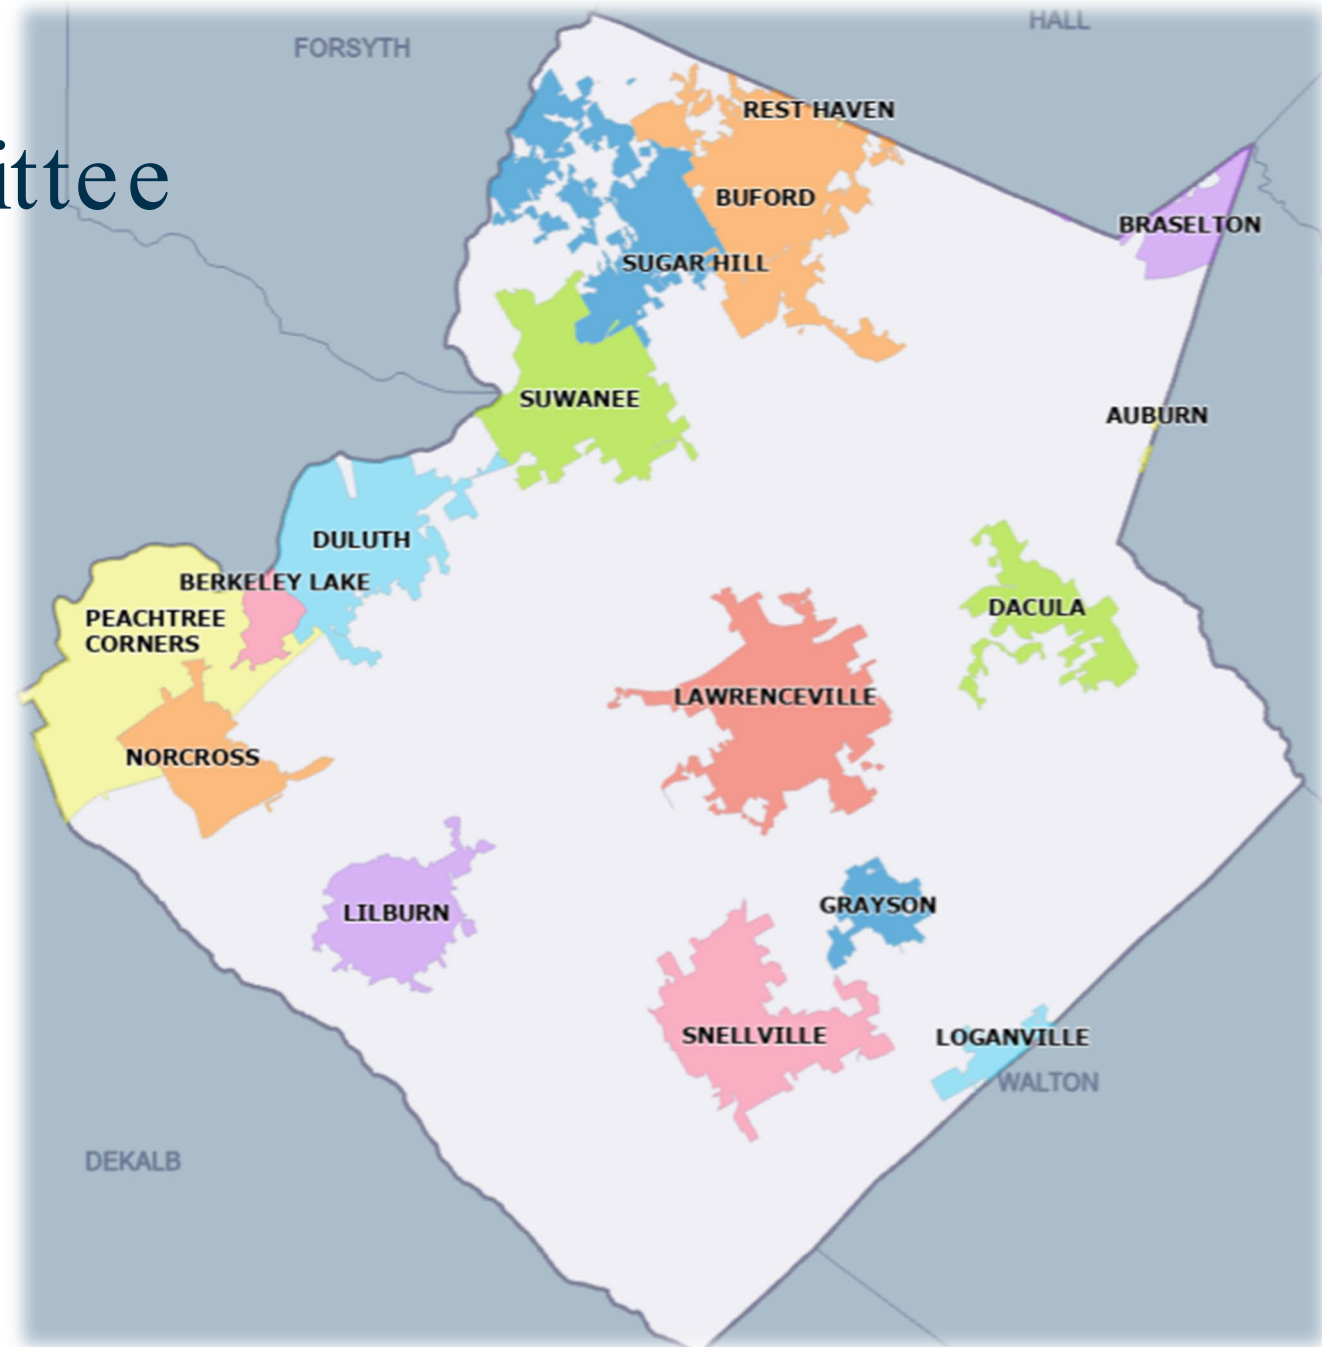 HALL
FORSYTH
REST HAVEN
ittee
BUFORD
BRASELTON
SUGAR HILL
SUWANEE
AUBURN
DULUTH
BERKELEY LAKE
PEACHTREE
CORNERS
DACULA
LAWRENCEVILLE
NORCROSS
GRAYSON
LILBURN
SNELLVILLE
LOGANVILLE
WALTON
DEKALB